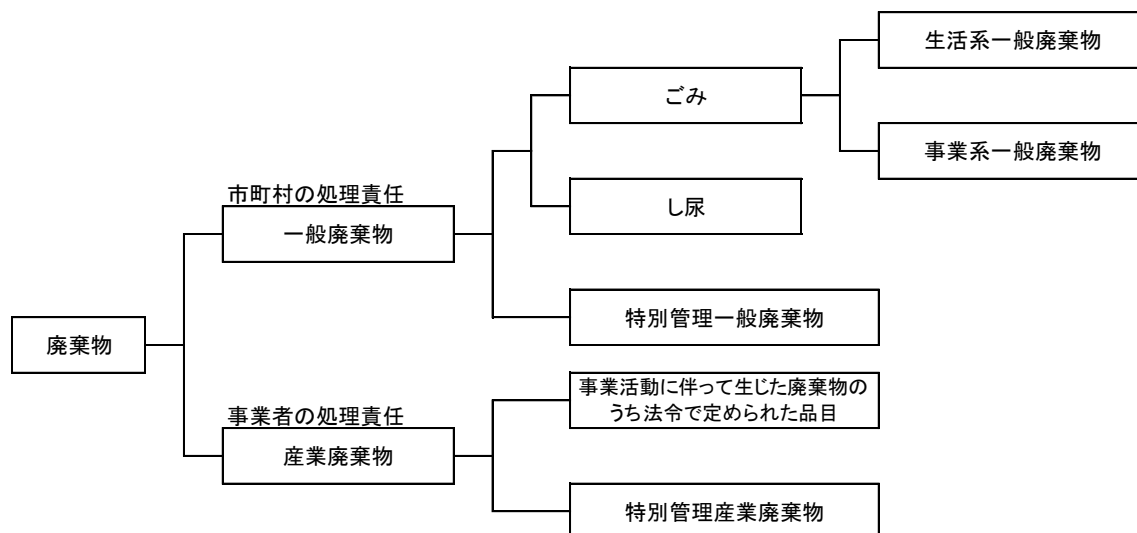 生活系一般廃棄物
ごみ
事業系一般廃棄物
市町村の処理責任
し尿
一般廃棄物
特別管理一般廃棄物
廃棄物
事業活動に伴って生じた廃棄物の
うち法令で定められた品目
事業者の処理責任
産業廃棄物
特別管理産業廃棄物